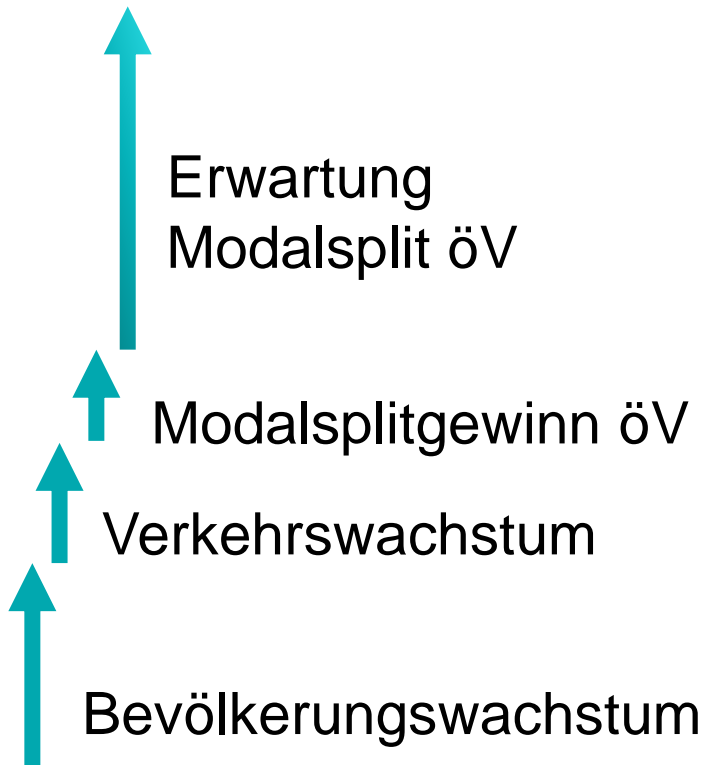 Erwartung
Modalsplit öV
Modalsplitgewinn öV
Verkehrswachstum
Bevölkerungswachstum